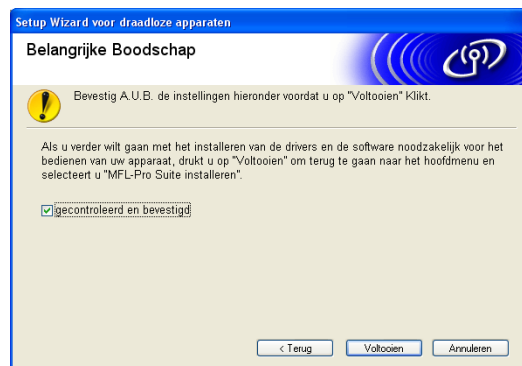 Setup Wizard voor draadloze apparaten
Belangrijke Boodschap
Bevestig A.U.B. de instellingen hieronder voordat u op "Voltooien" Klikt.
Als u verder wilt gaan met het installeren van de drivers en de software noodzakelijk voor het
bedienen van uw apparaat, drukt u op "Voltooien" om terug te gaan naar het hoofdmenu en
selecteert u "MFL-Pro Suite installeren".
gecontroleerd en bevestigd
< Terug
Voltooien
Annuleren